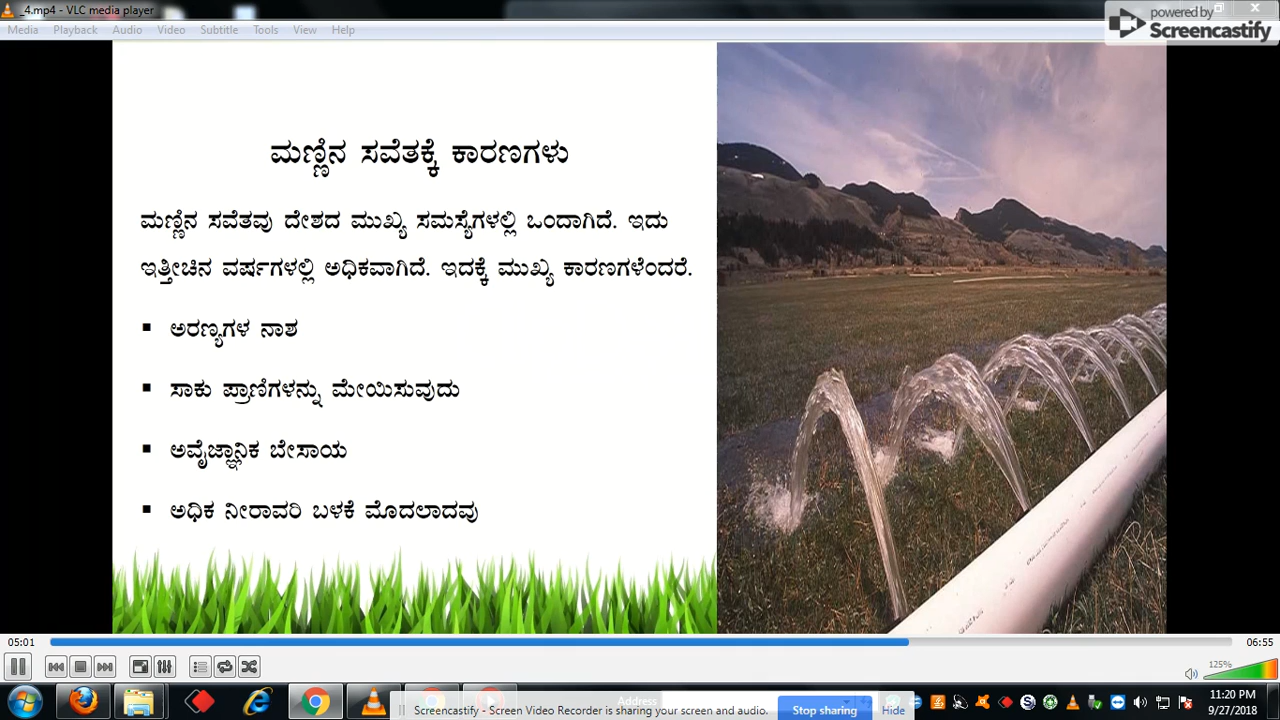 _4.mp4 - VLC media player
powered by
Screencastify
Media Playback Audio Video Subtitle Tools View Help
ಮಣ್ಣಿನ ಸವೆತಕ್ಕೆ ಕಾರಣಗಳು
ಮಣ್ಣಿನ ಸವೆತವು ದೇಶದ ಮುಖ್ಯ ಸಮಸ್ಯೆಗಳಲ್ಲಿ ಒಂದಾಗಿದೆ. ಇದು
ಇತ್ತೀಚಿನ ವರ್ಷಗಳಲ್ಲಿ ಅಧಿಕವಾಗಿದೆ. ಇದಕ್ಕೆ ಮುಖ್ಯ ಕಾರಣಗಳೆಂದರೆ.
▪ ಅರಣ್ಯಗಳ ನಾಶ
▪ ಸಾಕು ಪ್ರಾಣಿಗಳನ್ನು ಮೇಯಿಸುವುದು
▪ ಅವೈಜ್ಞಾನಿಕ ಬೇಸಾಯ
▪ ಅಧಿಕ ನೀರಾವರಿ ಬಳಕೆ ಮೊದಲಾದವು
05:01 06:55
125%
Address
Screencastify - Screen Video Recorder is sharing your screen and audio. Stop sharing Hide
11:20 PM
9/27/2018